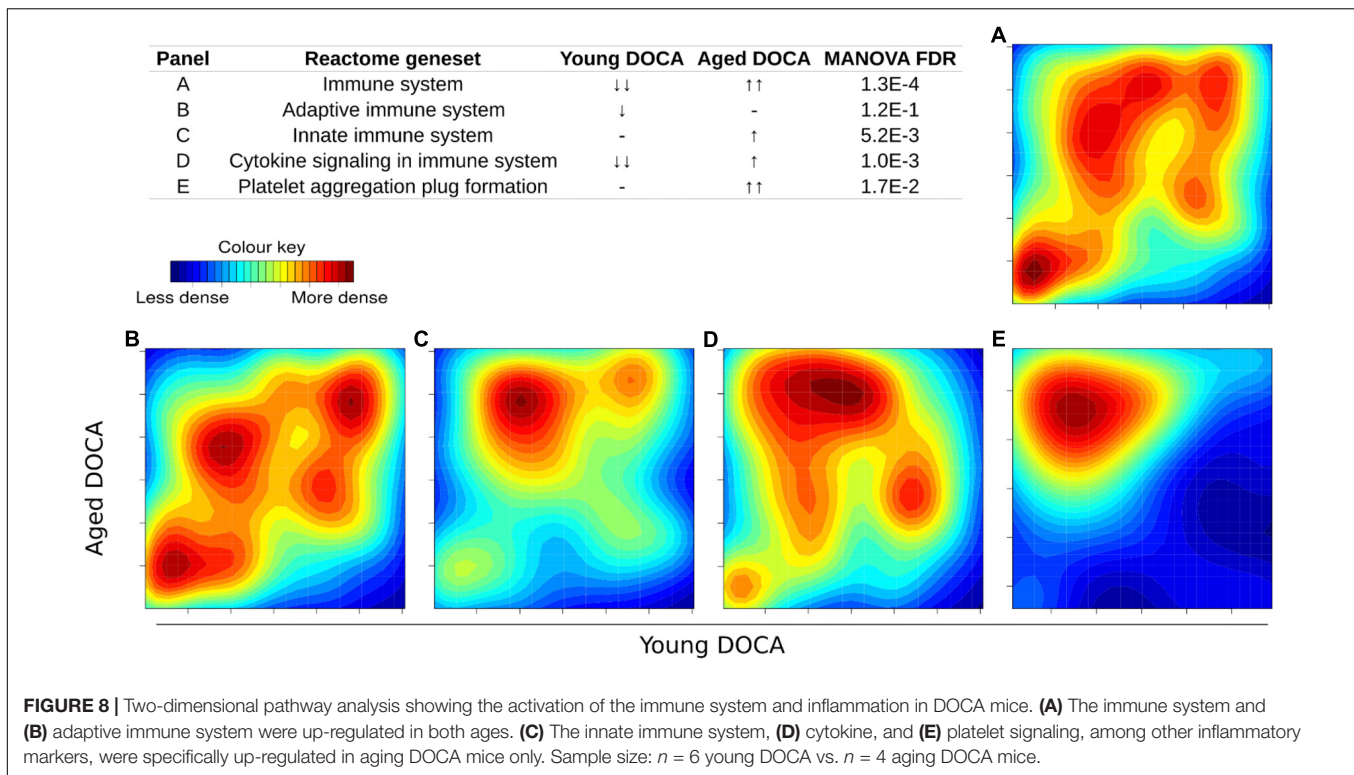 A
Panel Reactome geneset Young DOCA Aged DOCA MANOVA FDR
A Immune system ↓↓ ↑↑ 1.3E-4
B Adaptive immune system ↓ - 1.2E-1
C Innate immune system - ↑ 5.2E-3
D Cytokine signaling in immune system ↓↓ ↑ 1.0E-3
E Platelet aggregation plug formation - ↑↑ 1.7E-2
Colour key
Less dense More dense
B C D E
Aged DOCA
Young DOCA
FIGURE 8 | Two-dimensional pathway analysis showing the activation of the immune system and inflammation in DOCA mice. (A) The immune system and
(B) adaptive immune system were up-regulated in both ages. (C) The innate immune system, (D) cytokine, and (E) platelet signaling, among other inflammatory
markers, were specifically up-regulated in aging DOCA mice only. Sample size: n = 6 young DOCA vs. n = 4 aging DOCA mice.